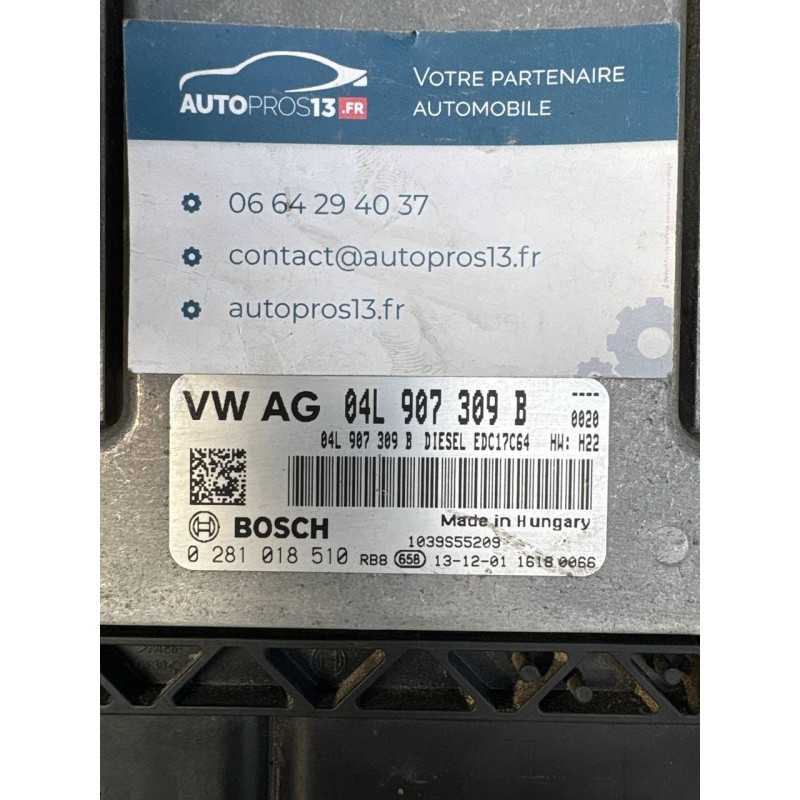 AUTOPROS13.FR
VOTRE PARTENAIRE
AUTOMOBILE
06 64 29 40 37
contact@autopros13.fr
autopros13.fr
VW AG 04L 907 309 B ----
0020
04L 907 309 B DIESEL EDC17C64 HW: H22
BOSCH
Made in Hungary
1039S55209
0 281 018 510 RB8 658 13-12-01 1618 0066